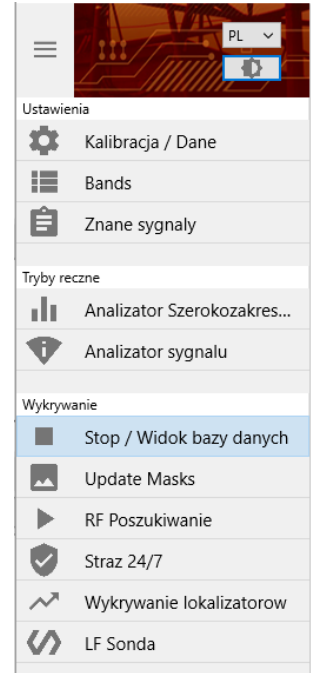 PL
Ustawienia
Kalibracja / Dane
Bands
Znane sygnaly
Tryby reczne
Analizator Szerokozakres...
Analizator sygnalu
Wykrywanie
Stop / Widok bazy danych
Update Masks
RF Poszukiwanie
Straz 24/7
Wykrywanie lokalizatorow
LF Sonda